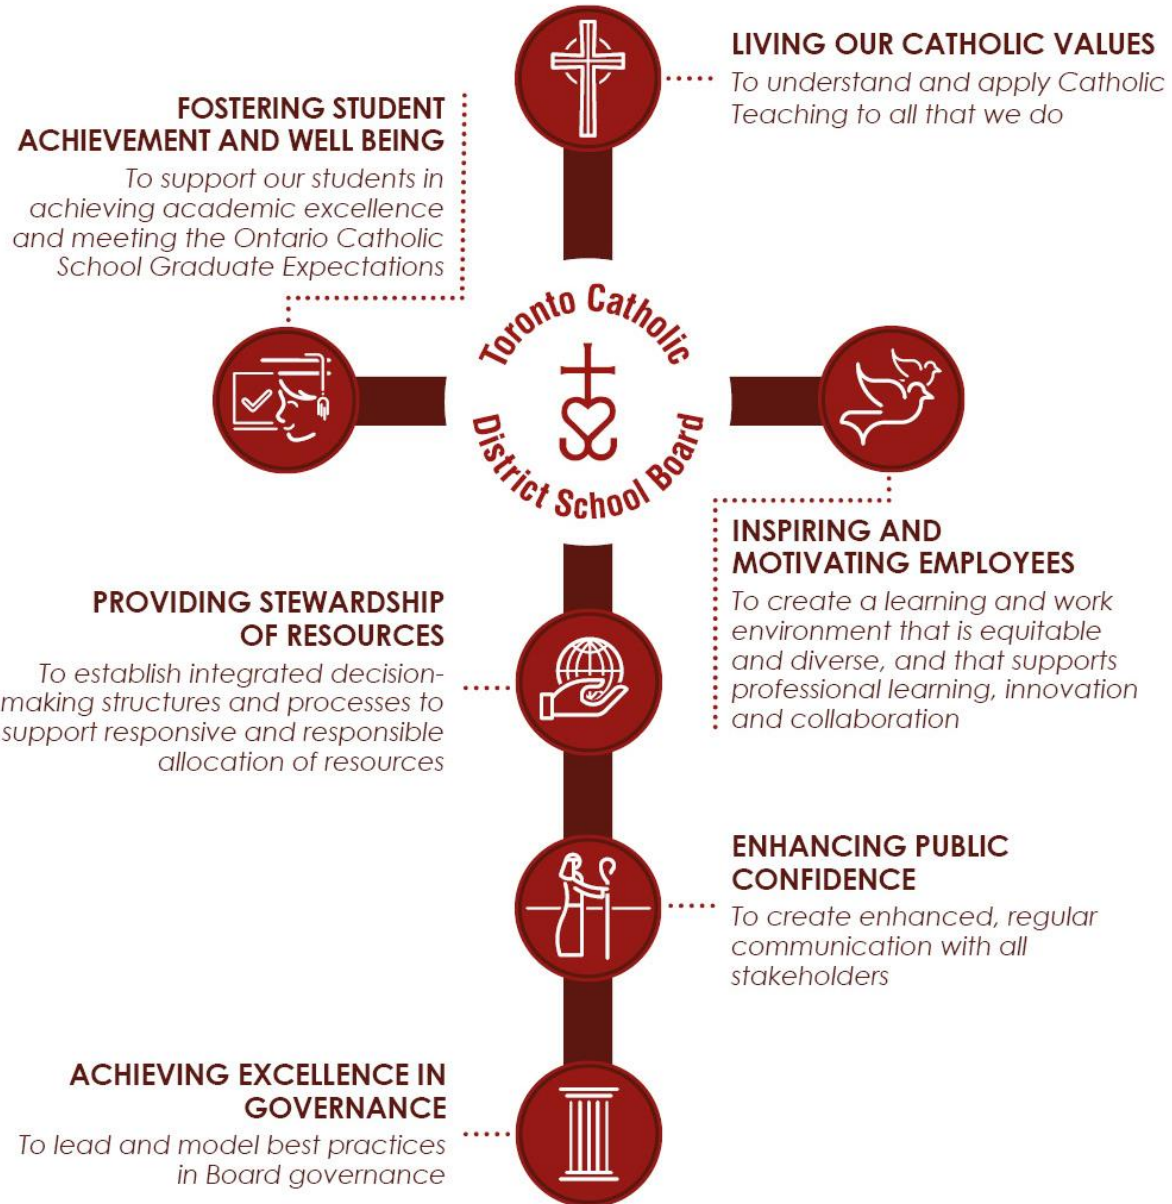 LIVING OUR CATHOLIC VALUES
To understand and apply Catholic
Teaching to all that we do
FOSTERING STUDENT
ACHIEVEMENT AND WELL BEING
To support our students in
achieving academic excellence
and meeting the Ontario Catholic
School Graduate Expectations
Toronto Catholic
District School Board
INSPIRING AND
MOTIVATING EMPLOYEES
To create a learning and work
environment that is equitable
and diverse, and that supports
professional learning, innovation
and collaboration
PROVIDING STEWARDSHIP
OF RESOURCES
To establish integrated decision-
making structures and processes to
support responsive and responsible
allocation of resources
ENHANCING PUBLIC
CONFIDENCE
To create enhanced, regular
communication with all
stakeholders
ACHIEVING EXCELLENCE IN
GOVERNANCE
To lead and model best practices
in Board governance